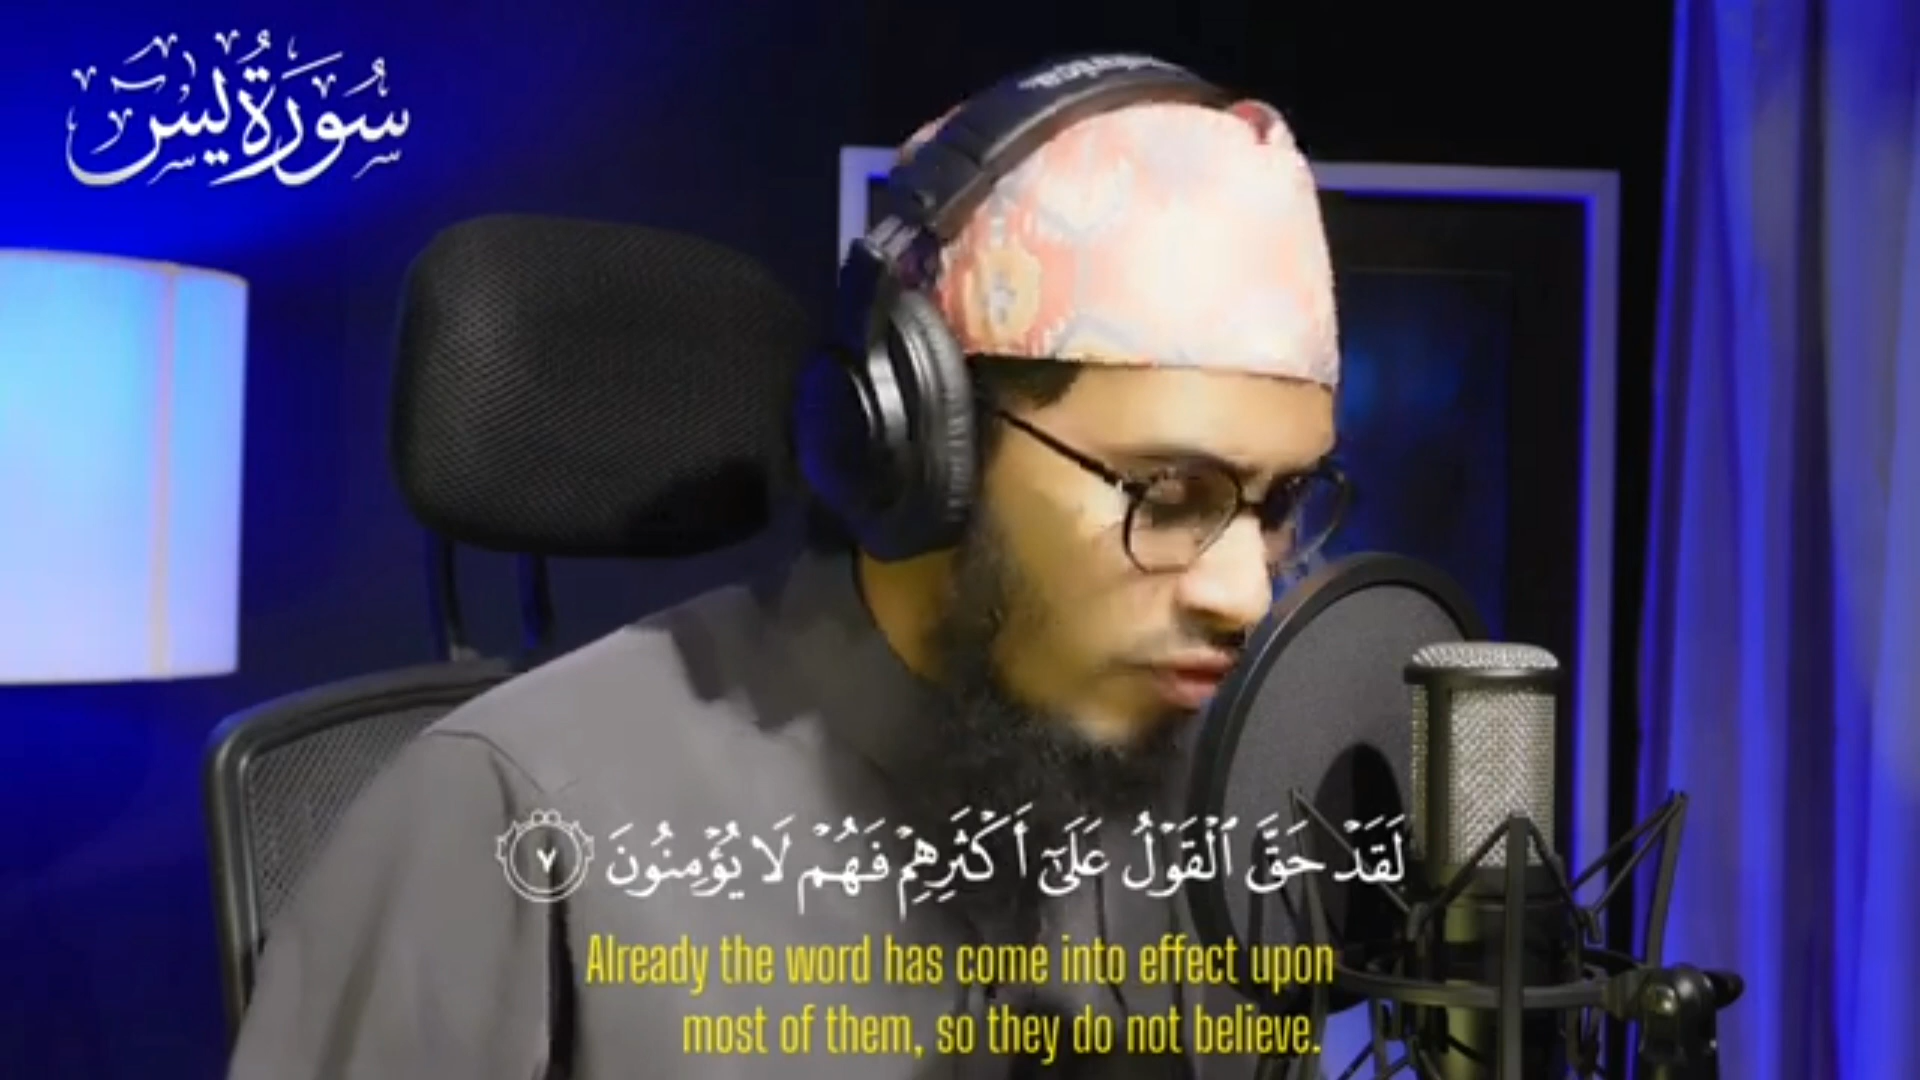 سُورَةُ يسٓ
لَقَدْ حَقَّ ٱلْقَوْلُ عَلَىٰٓ أَكْثَرِهِمْ فَهُمْ لَا يُؤْمِنُونَ ٧
Already the word has come into effect upon
most of them, so they do not believe.